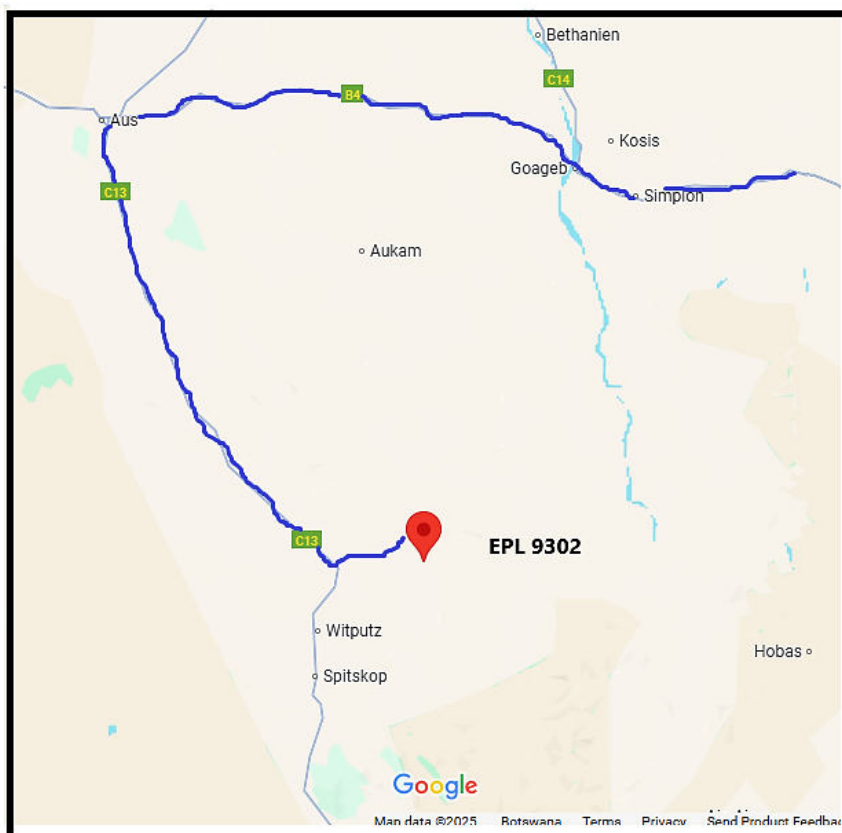 Bethanien
C14
B4
Aus
Kosis
Goageb
C13
Simplon
Aukam
C13
EPL 9302
Witputz
Hobas
Spitskop
Google
Map data ©2025 Botswana Terms Privacy Send Product Feedbac